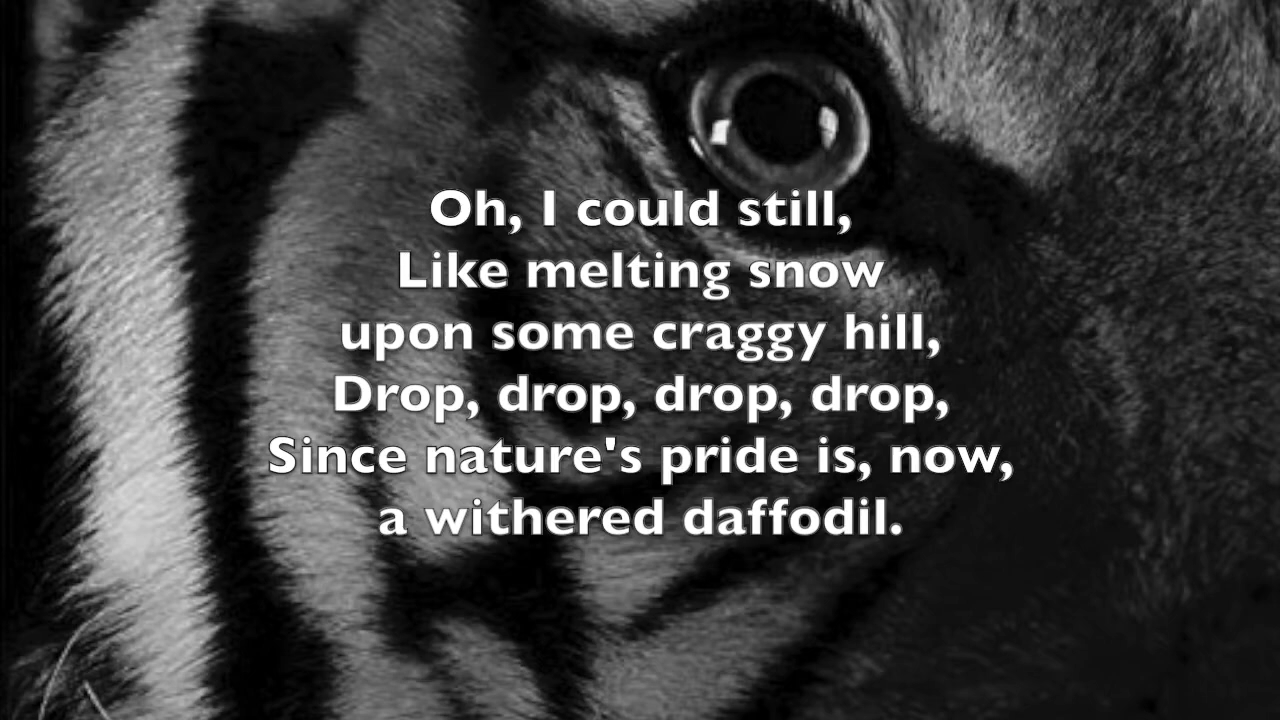 Oh, I could still,
Like melting snow
upon some craggy hill,
Drop, drop, drop, drop,
Since nature's pride is, now,
a withered daffodil.